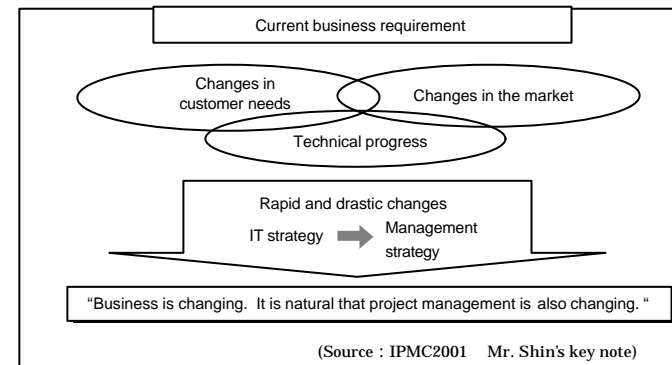 Current business requirement
Changes in
customer needs
Changes in the market
Technical progress
Rapid and drastic changes
IT strategy
Management
strategy
"Business is changing. It is natural that project management is also changing. "
(Source : IPMC2001 Mr. Shin's key note)